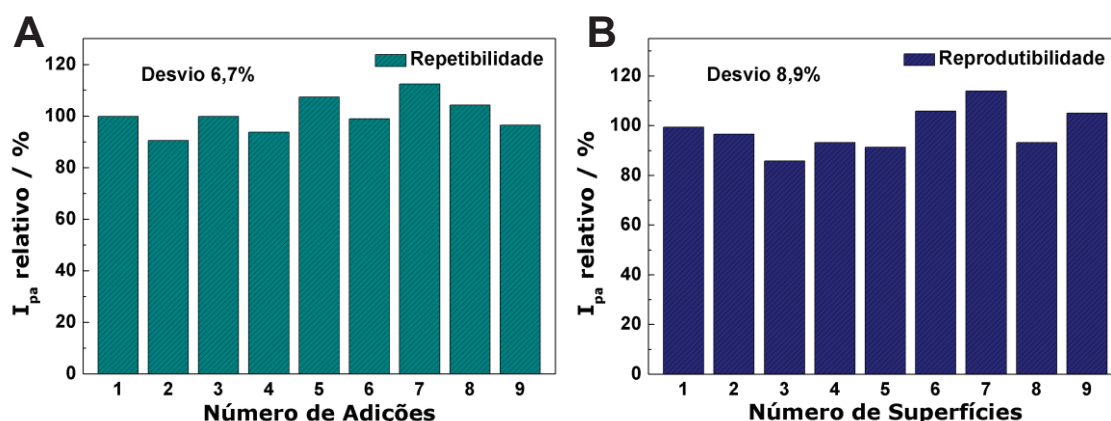 A
Repetibilidade
Desvio 6,7%
120
100
80
60
40
20
0
I_pa relativo / %
1 2 3 4 5 6 7 8 9
Número de Adicões
B
Reprodutibilidade
Desvio 8,9%
120
100
80
60
40
20
0
I_pa relativo / %
1 2 3 4 5 6 7 8 9
Número de Superfícies